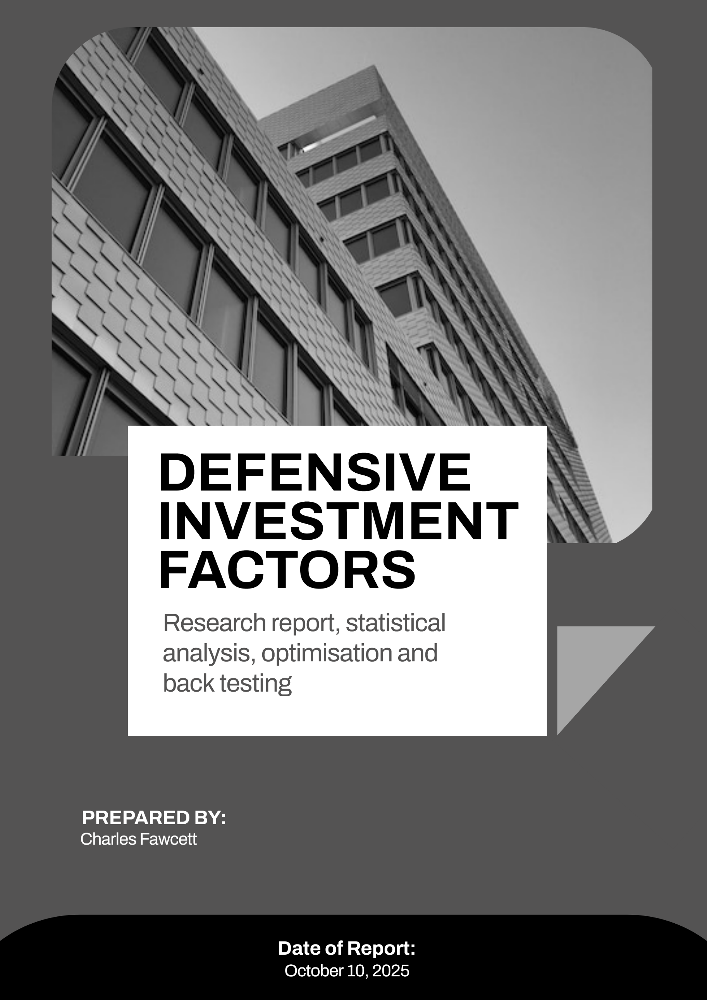 DEFENSIVE
INVESTMENT
FACTORS
Research report, statistical
analysis, optimisation and
back testing
PREPARED BY:
Charles Fawcett
Date of Report:
October 10, 2025